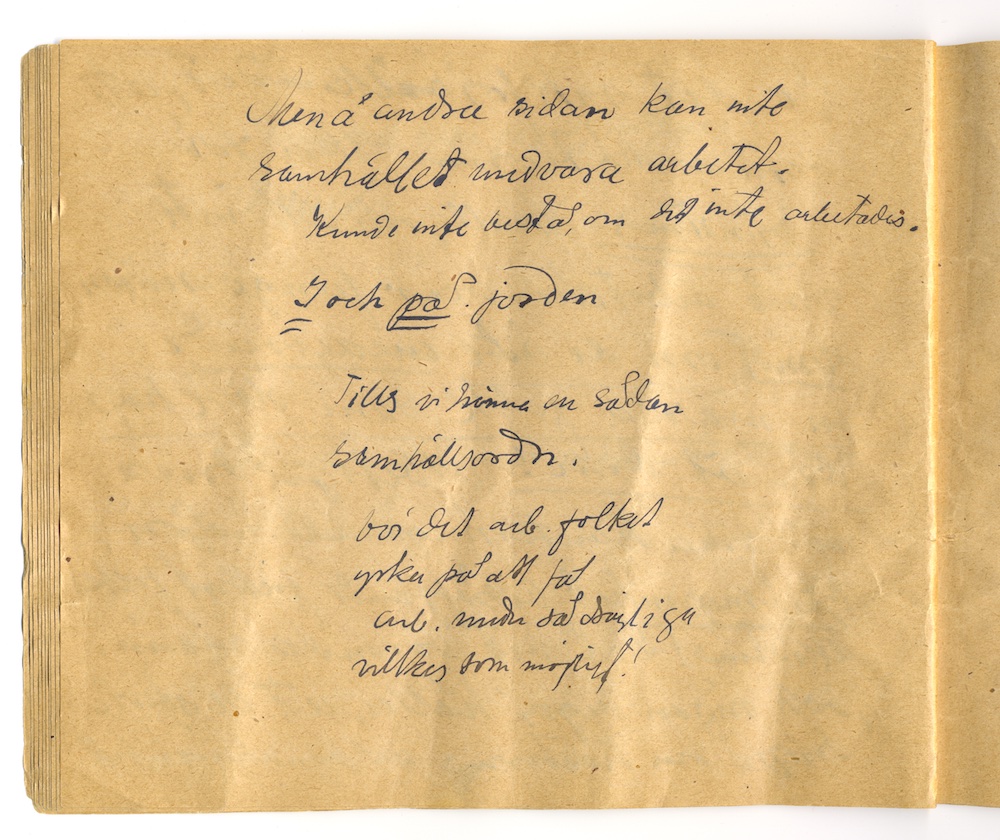 Men å andra sidan kan inte
samhället undvara arbetet.
Kunde inte bestå, om det inte arbetades.
I och på jorden
Tills vi hinna en sådan
samhällsordn.
bör det arb. folket
yrka på att få
arb. under så drägliga
villkor som möjligt!